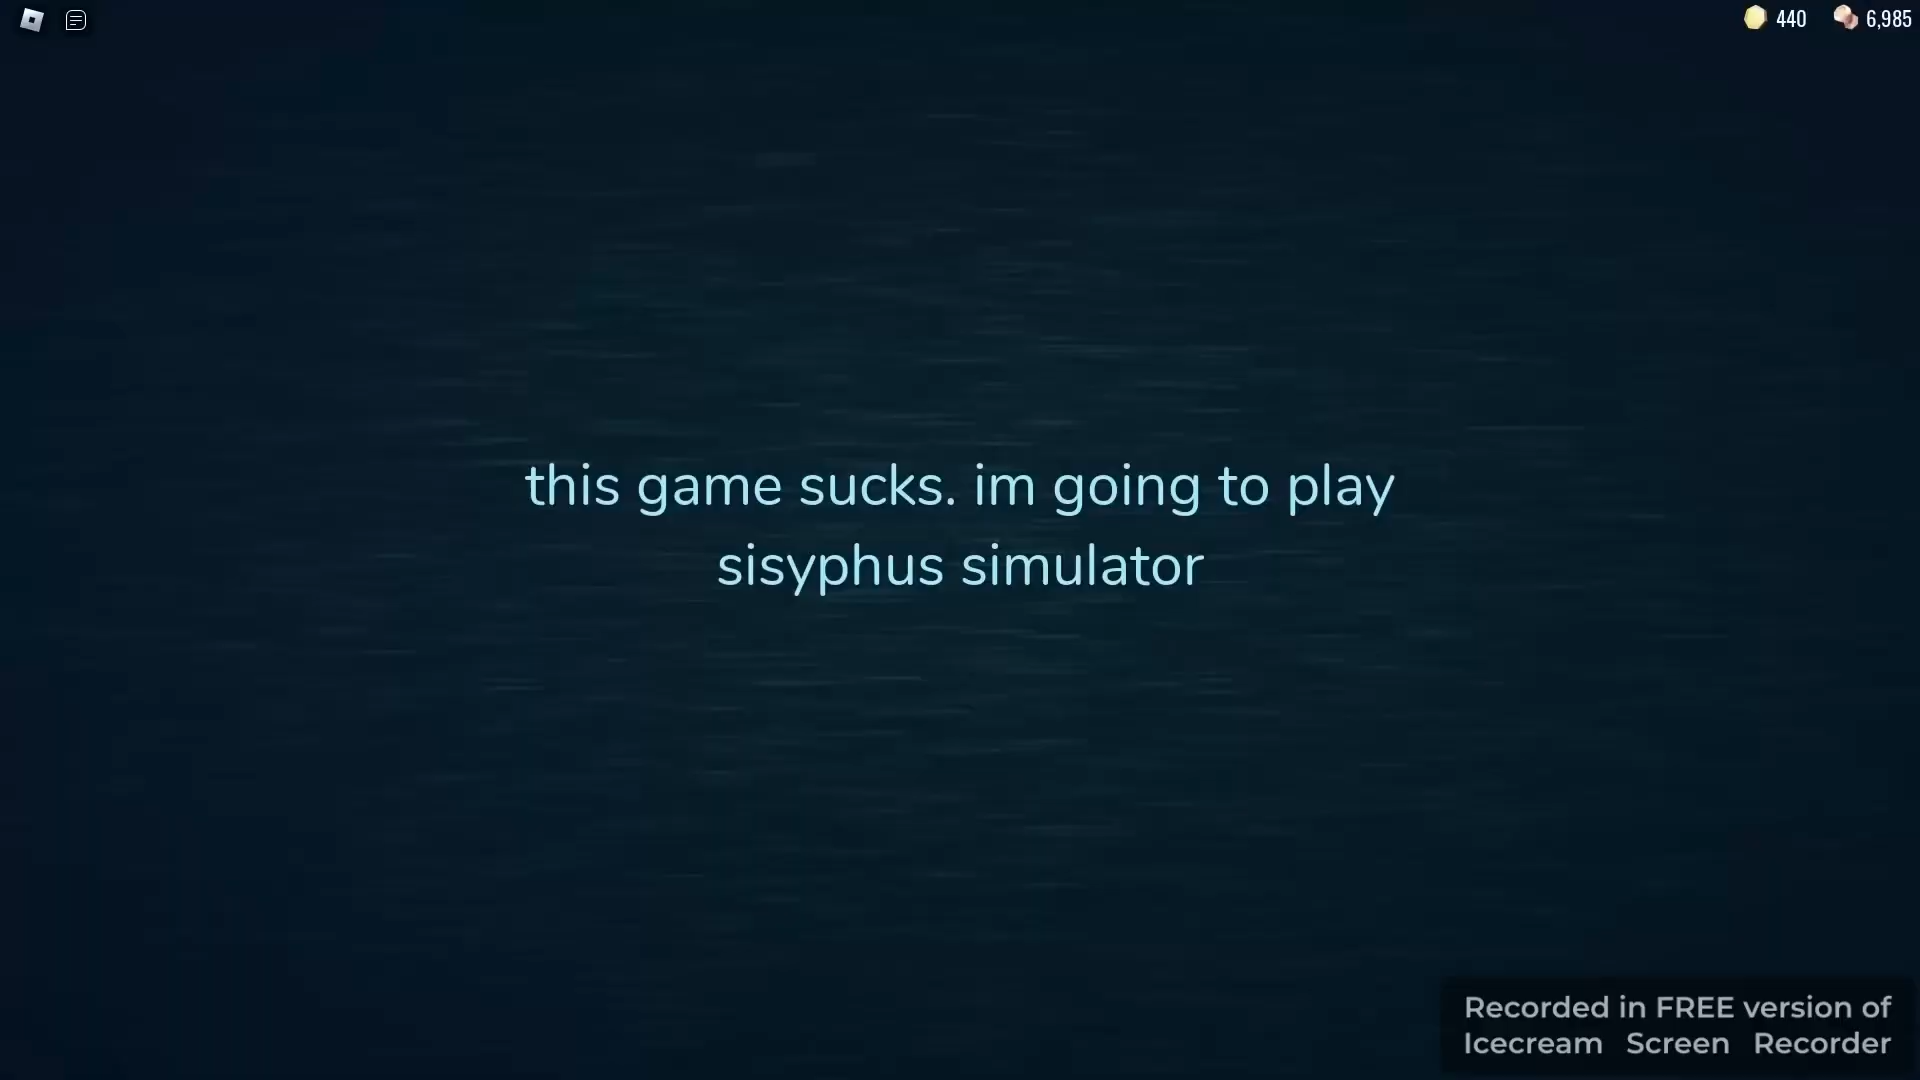 440 6,985
this game sucks. im going to play
sisyphus simulator
Recorded in FREE version of
Icecream Screen Recorder